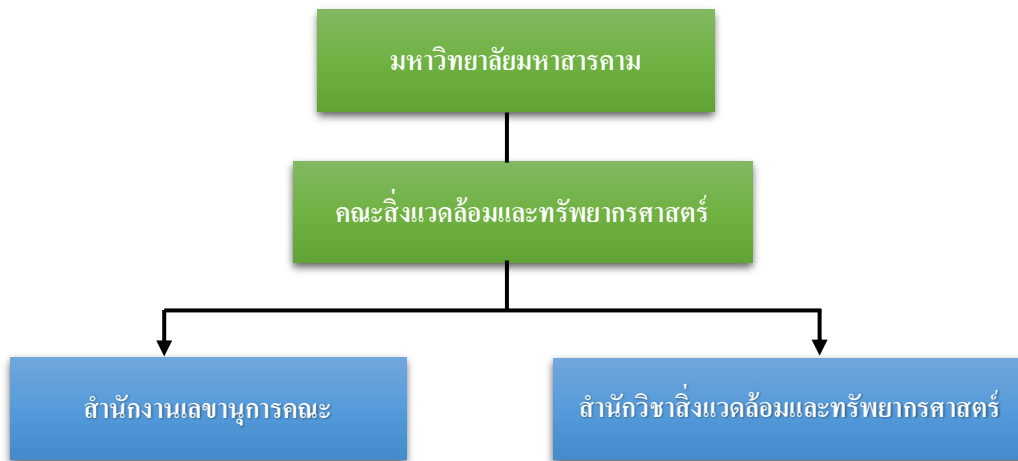 มหาวิทยาลัยมหาสารคาม
คณะสิ่งแวดล้อมและทรัพยากรศาสตร์
สำนักงานเลขานุการคณะ
สำนักวิชาสิ่งแวดล้อมและทรัพยากรศาสตร์